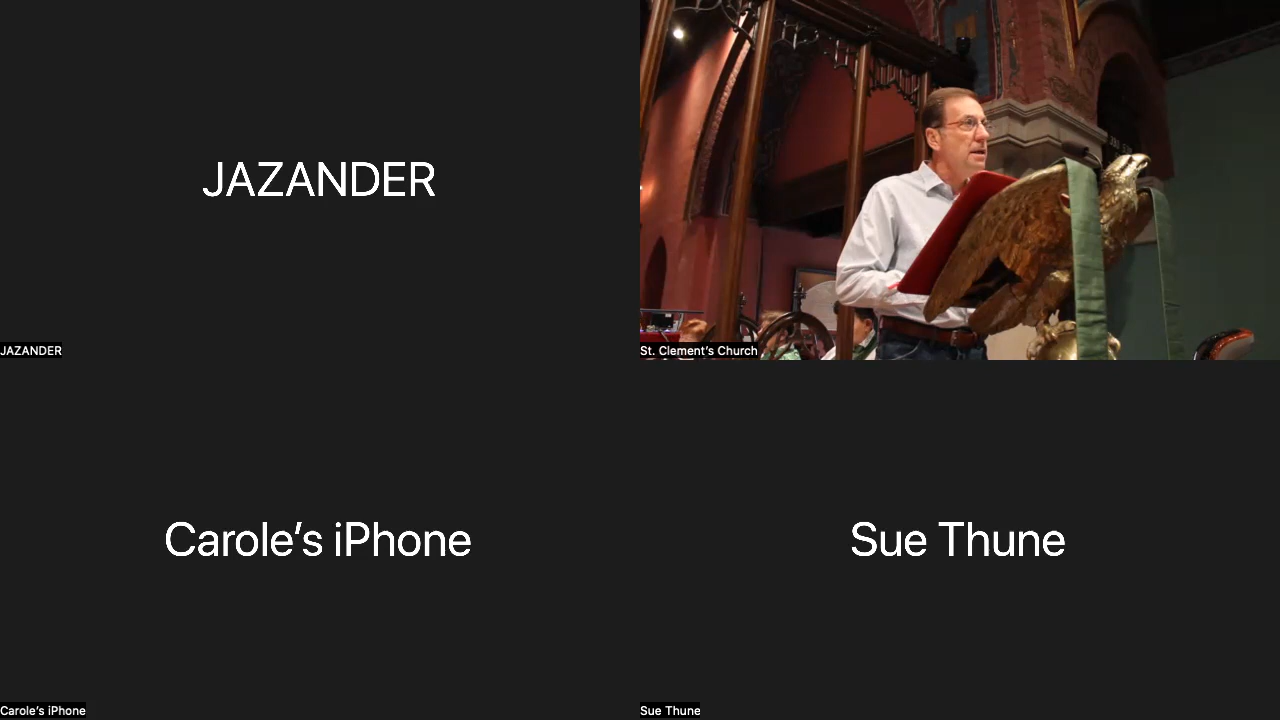 JAZANDER
JAZANDER
St. Clement's Church
Carole's iPhone
Sue Thune
Carole's iPhone
Sue Thune